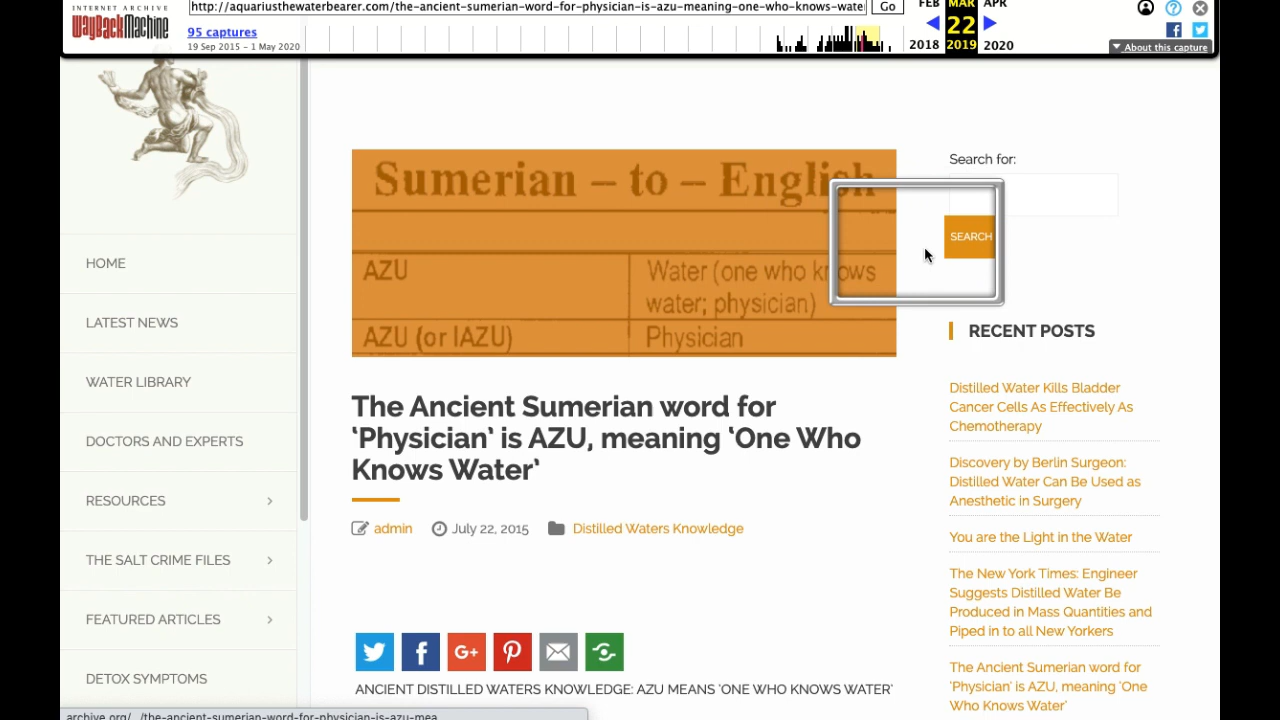 INTERNET ARCHIVE
WayBackMachine
http://aquariusthewaterbearer.com/the-ancient-sumerian-word-for-physician-is-azu-meaning-one-who-knows-wate
Go
FEB MAR APR
95 captures
22
19 Sep 2015 – 1 May 2020
2018 2019 2020
About this capture
HOME
LATEST NEWS
WATER LIBRARY
DOCTORS AND EXPERTS
RESOURCES
THE SALT CRIME FILES
FEATURED ARTICLES
DETOX SYMPTOMS
Sumerian – to – English
AZU
Water (one who knows
water; physician)
AZU (or IAZU)
Physician
The Ancient Sumerian word for
‘Physician’ is AZU, meaning ‘One Who
Knows Water’
admin July 22, 2015 Distilled Waters Knowledge
G+
ANCIENT DISTILLED WATERS KNOWLEDGE: AZU MEANS ‘ONE WHO KNOWS WATER’
Search for:
SEARCH
RECENT POSTS
Distilled Water Kills Bladder
Cancer Cells As Effectively As
Chemotherapy
Discovery by Berlin Surgeon:
Distilled Water Can Be Used as
Anesthetic in Surgery
You are the Light in the Water
The New York Times: Engineer
Suggests Distilled Water Be
Produced in Mass Quantities and
Piped in to all New Yorkers
The Ancient Sumerian word for
‘Physician’ is AZU, meaning ‘One
Who Knows Water’
archive.org/.../the-ancient-sumerian-word-for-physician-is-azu-mea...